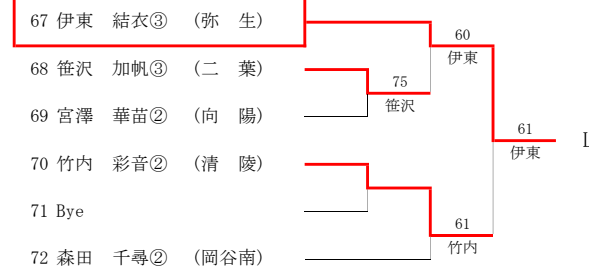 67 伊東　結衣③　（弥　生）
60
伊東
68 笹沢　加帆③　（二　葉）
75
笹沢
69 宮澤　華苗②　（向　陽）
61
伊東
70 竹内　彩音②　（清　陵）
71 Bye
61
竹内
72 森田　千尋②　（岡谷南）